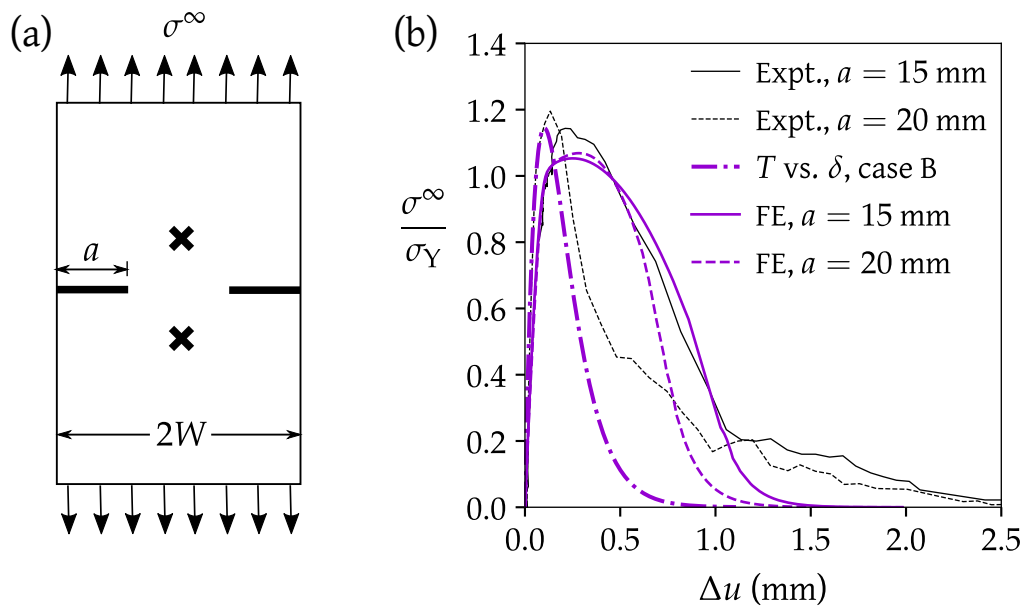 (a)
σ∞
a
2W
(b)
σ∞
σY
1.4
1.2
1.0
0.8
0.6
0.4
0.2
0.0
0.0 0.5 1.0 1.5 2.0 2.5
Δu (mm)
Expt., a = 15 mm
Expt., a = 20 mm
T vs. δ, case B
FE, a = 15 mm
FE, a = 20 mm